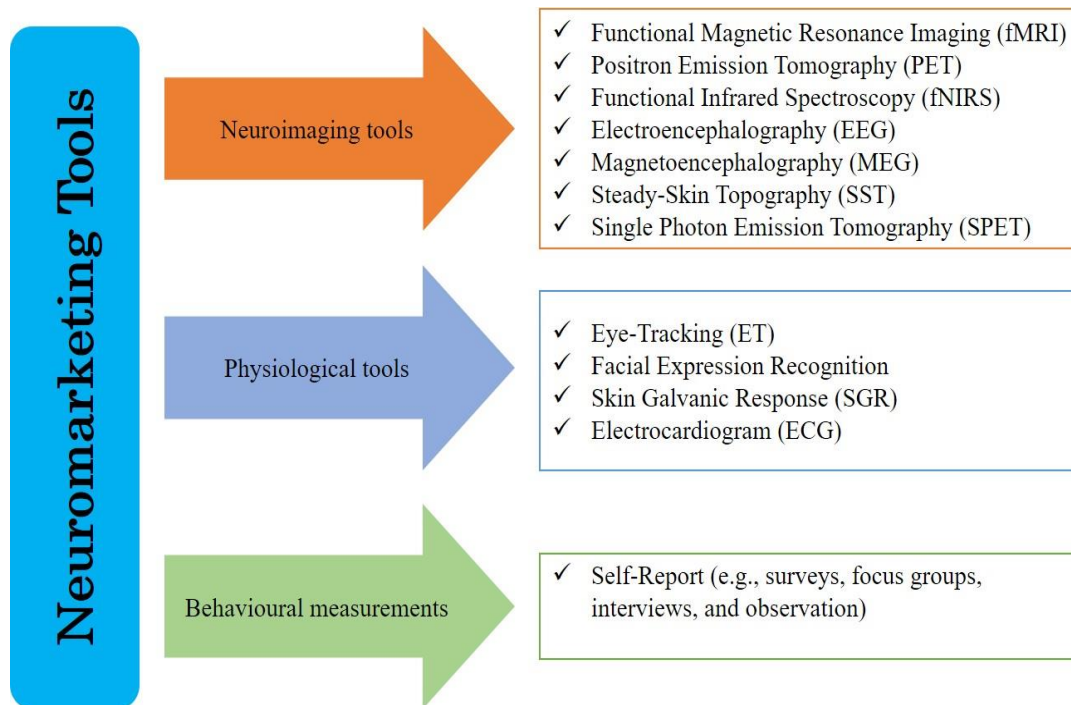 Neuromarketing Tools
Neuroimaging tools
✓ Functional Magnetic Resonance Imaging (fMRI)
✓ Positron Emission Tomography (PET)
✓ Functional Infrared Spectroscopy (fNIRS)
✓ Electroencephalography (EEG)
✓ Magnetoencephalography (MEG)
✓ Steady-Skin Topography (SST)
✓ Single Photon Emission Tomography (SPET)
Physiological tools
✓ Eye-Tracking (ET)
✓ Facial Expression Recognition
✓ Skin Galvanic Response (SGR)
✓ Electrocardiogram (ECG)
Behavioural measurements
✓ Self-Report (e.g., surveys, focus groups,
interviews, and observation)